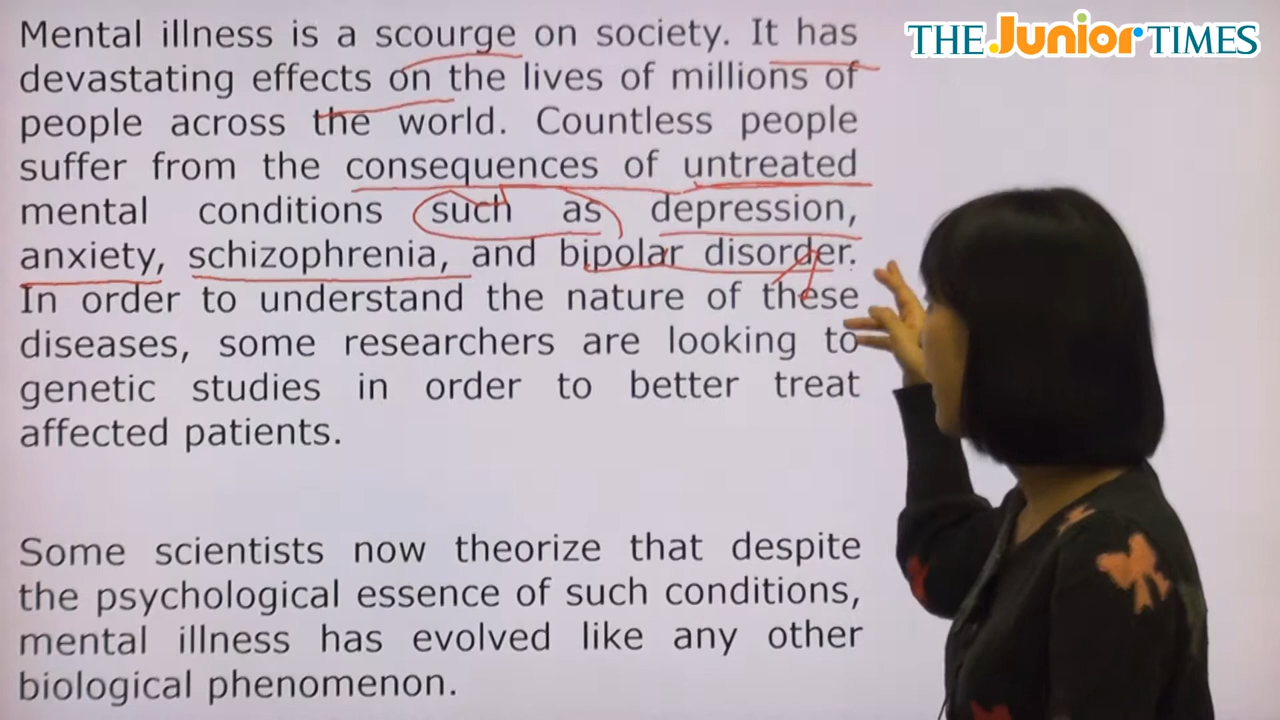 THE Junior TIMES
Mental illness is a scourge on society. It has
devastating effects on the lives of millions of
people across the world. Countless people
suffer from the consequences of untreated
mental conditions such as depression,
anxiety, schizophrenia, and bipolar disorder.
In order to understand the nature of these
diseases, some researchers are looking to
genetic studies in order to better treat
affected patients.
Some scientists now theorize that despite
the psychological essence of such conditions,
mental illness has evolved like any other
biological phenomenon.